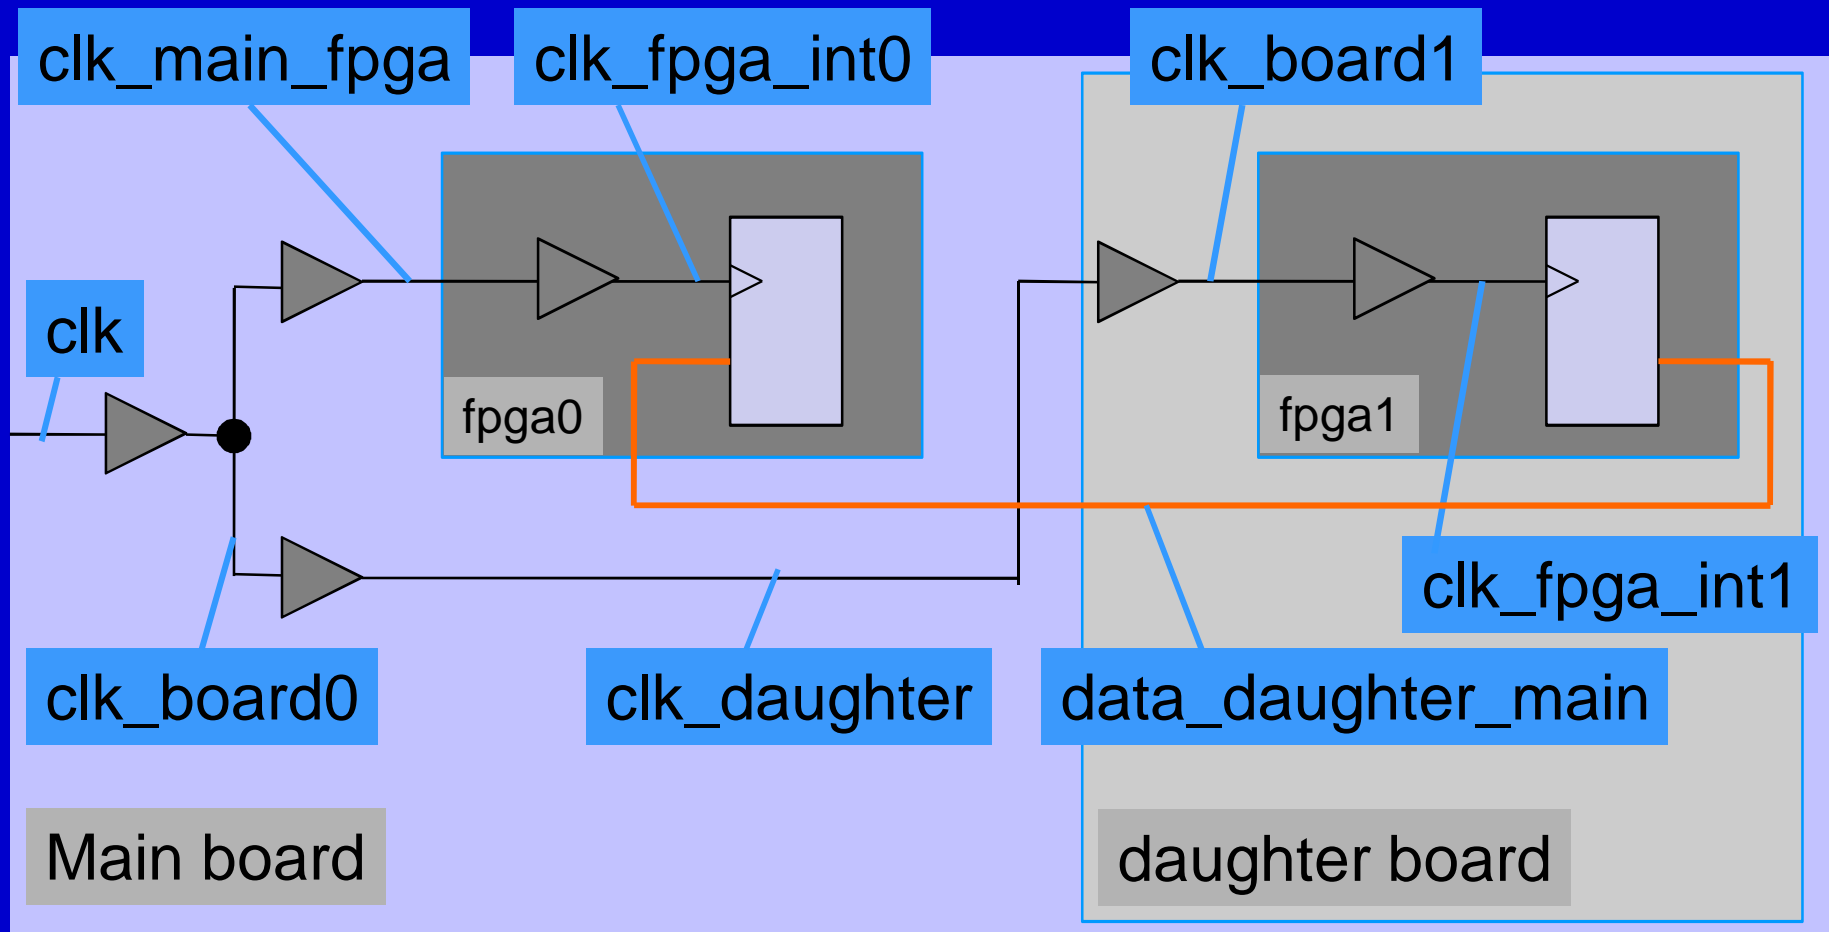 clk_main_fpga
clk_fpga_int0
clk_board1
clk
fpga0
fpga1
clk_fpga_int1
clk_board0
clk_daughter
data_daughter_main
Main board
daughter board